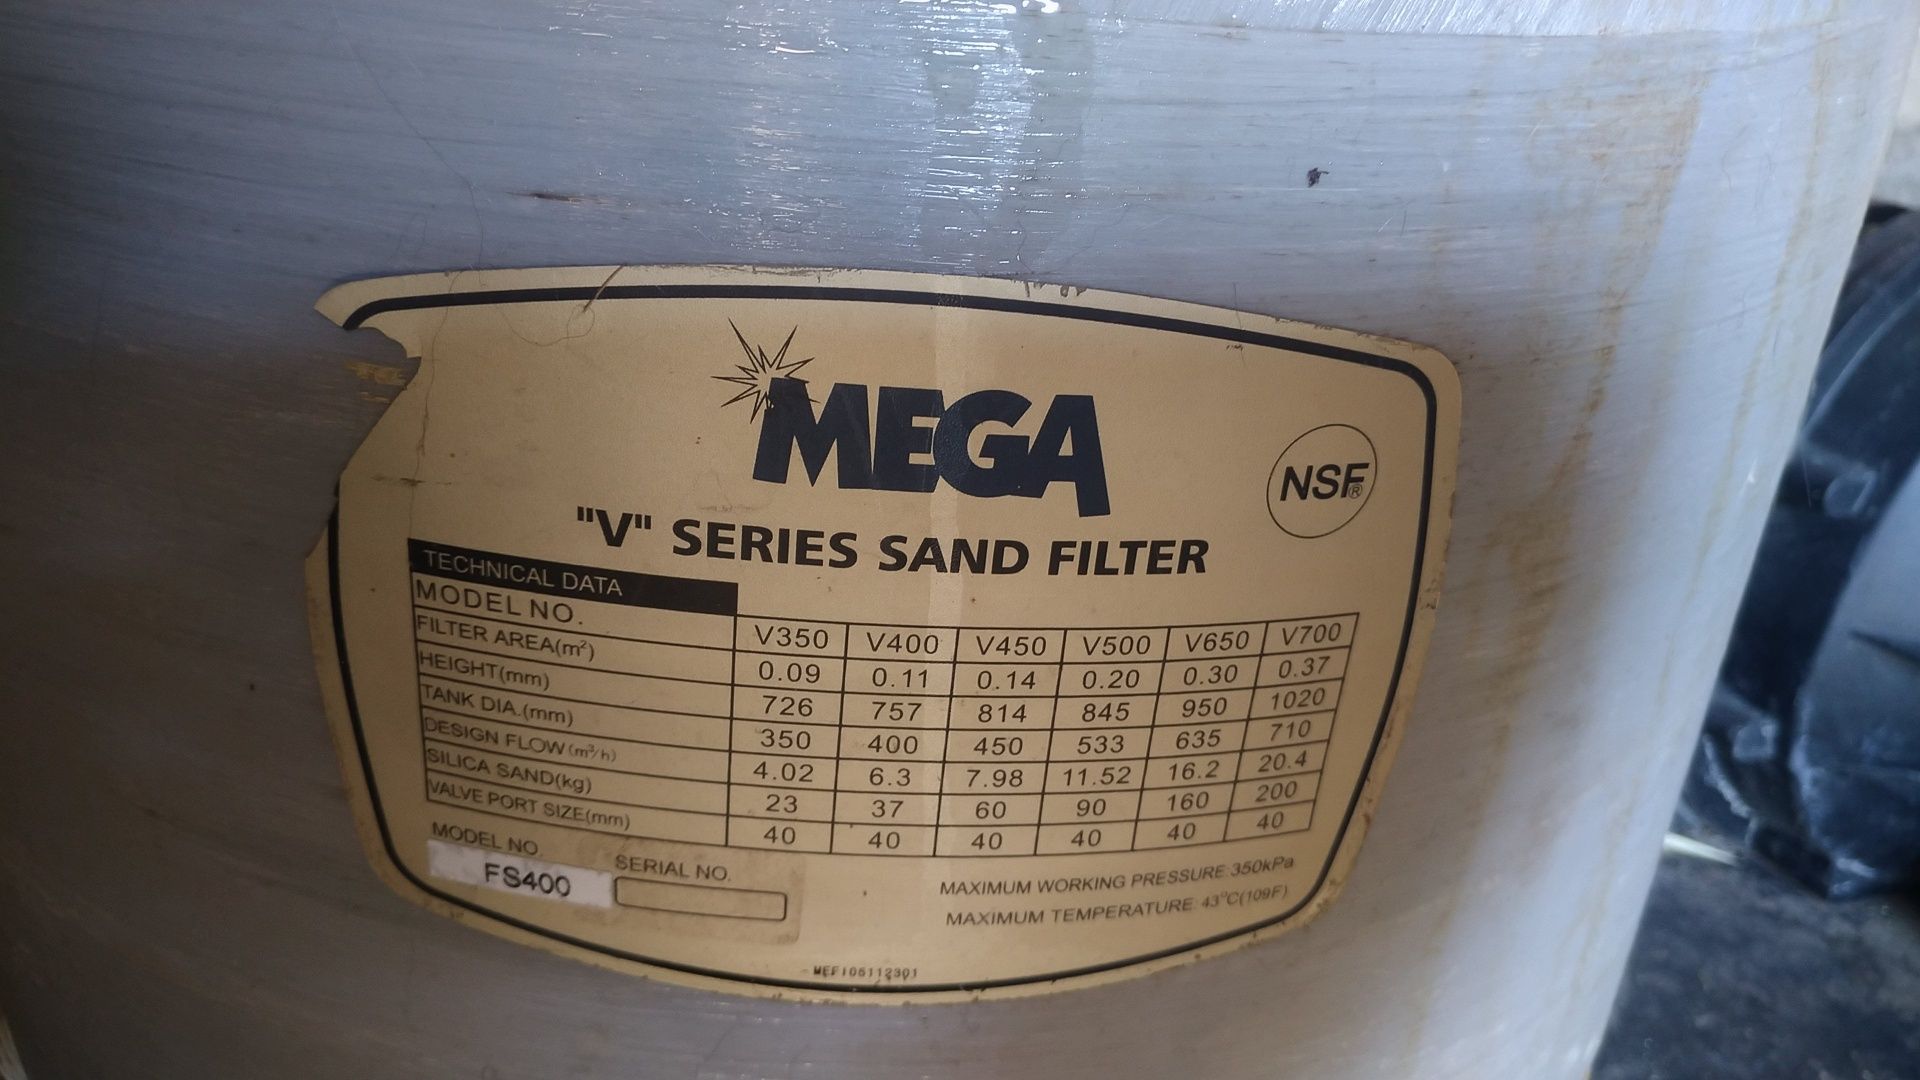 MEGA
NSF®
"V" SERIES SAND FILTER
TECHNICAL DATA
MODEL NO. V350 V400 V450 V500 V650 V700
FILTER AREA(m²) 0.09 0.11 0.14 0.20 0.30 0.37
HEIGHT(mm) 726 757 814 845 950 1020
TANK DIA.(mm) 350 400 450 533 635 710
DESIGN FLOW(m³/h) 4.02 6.3 7.98 11.52 16.2 20.4
SILICA SAND(kg) 23 37 60 90 160 200
VALVE PORT SIZE(mm) 40 40 40 40 40 40
MODEL NO. FS400 SERIAL NO.
MAXIMUM WORKING PRESSURE:350kPa
MAXIMUM TEMPERATURE: 43°C(109F)